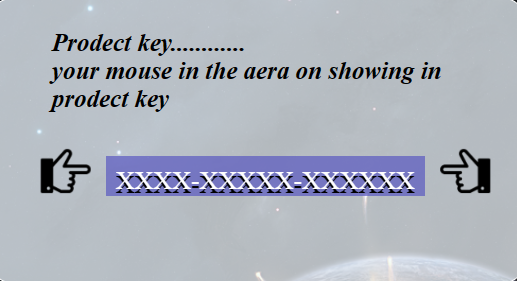 Prodect key............
your mouse in the aera on showing in
prodect key
XXXX-XXXXX-XXXXXX